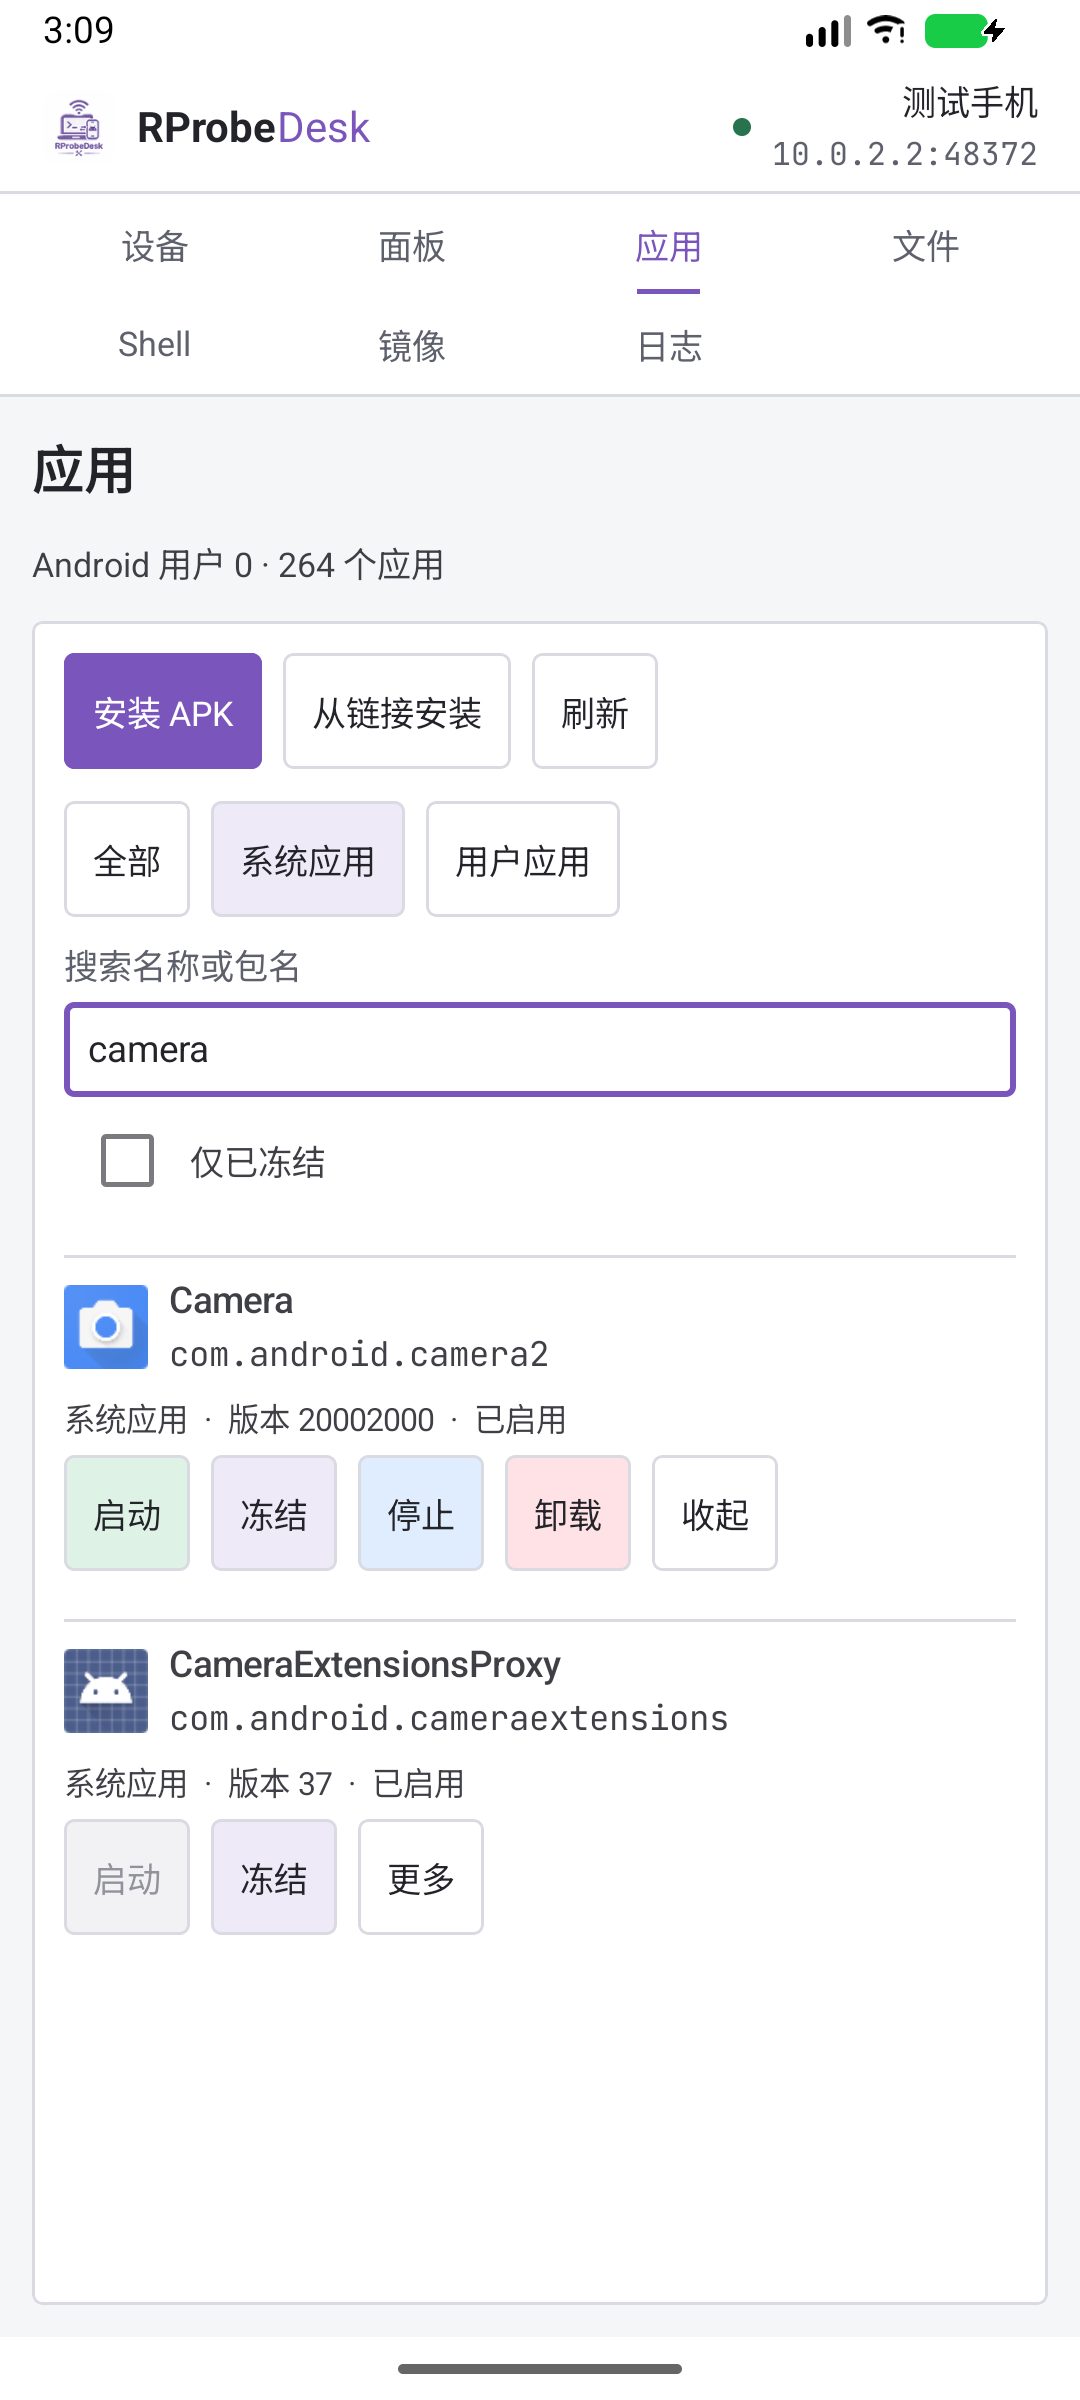 3:09
RProbeDesk
RProbeDesk
测试手机
10.0.2.2:48372
设备 面板 应用 文件
Shell 镜像 日志
应用
Android 用户 0 · 264 个应用
安装 APK 从链接安装 刷新
全部 系统应用 用户应用
搜索名称或包名
camera
仅已冻结
Camera
com.android.camera2
系统应用 · 版本 20002000 · 已启用
启动 冻结 停止 卸载 收起
CameraExtensionsProxy
com.android.cameraextensions
系统应用 · 版本 37 · 已启用
启动 冻结 更多